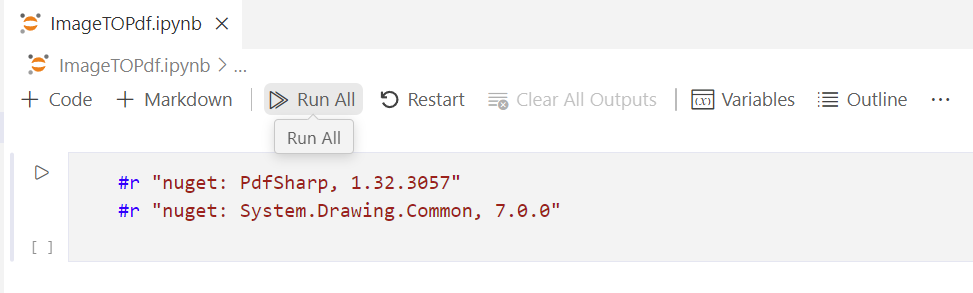 ImageTOPdf.ipynb
ImageTOPdf.ipynb > ...
+ Code + Markdown Run All Restart Clear All Outputs (x) Variables Outline ...
Run All
#r "nuget: PdfSharp, 1.32.3057"
#r "nuget: System.Drawing.Common, 7.0.0"
[ ]